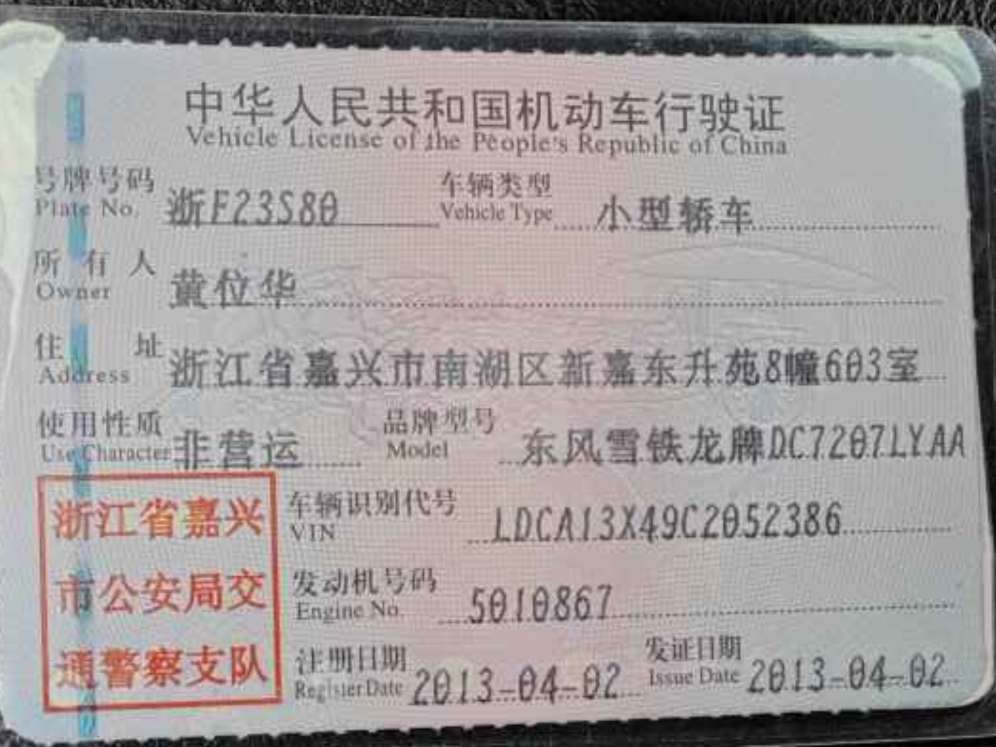 中华人民共和国机动车行驶证
Vehicle License of the People's Republic of China
号牌号码 浙F23S80 车辆类型 小型轿车
Plate No. Vehicle Type
所有人 黄位华
Owner
住址 浙江省嘉兴市南湖区新嘉东升苑8幢603室
Address
使用性质 非营运 品牌型号 东风雪铁龙牌DC7207LYAA
Use Character Model
浙江省嘉兴 车辆识别代号 LDCA13X49C2052386
VIN
市公安局交 发动机号码 5010867
Engine No.
通警察支队 注册日期 2013-04-02 发证日期 2013-04-02
Register Date Issue Date